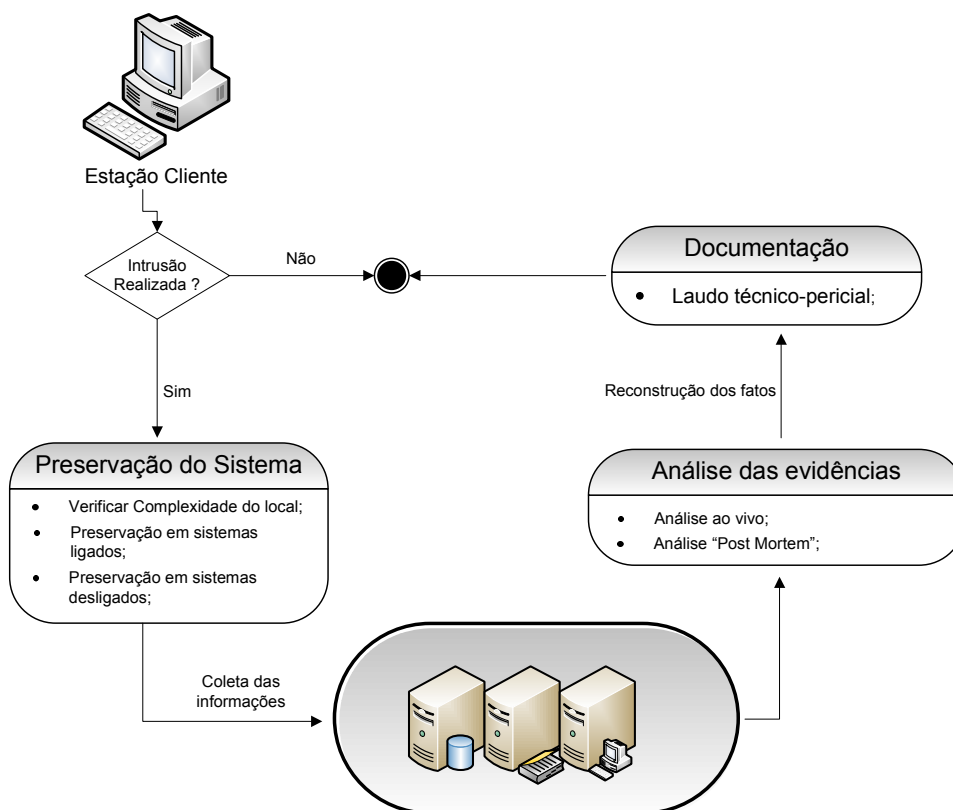 Estação Cliente
Intrusão
Realizada ?
Não
Sim
Preservação do Sistema
• Verificar Complexidade do local;
• Preservação em sistemas
ligados;
• Preservação em sistemas
desligados;
Coleta das
informações
Análise das evidências
• Análise ao vivo;
• Análise “Post Mortem”;
Reconstrução dos fatos
Documentação
• Laudo técnico-pericial;